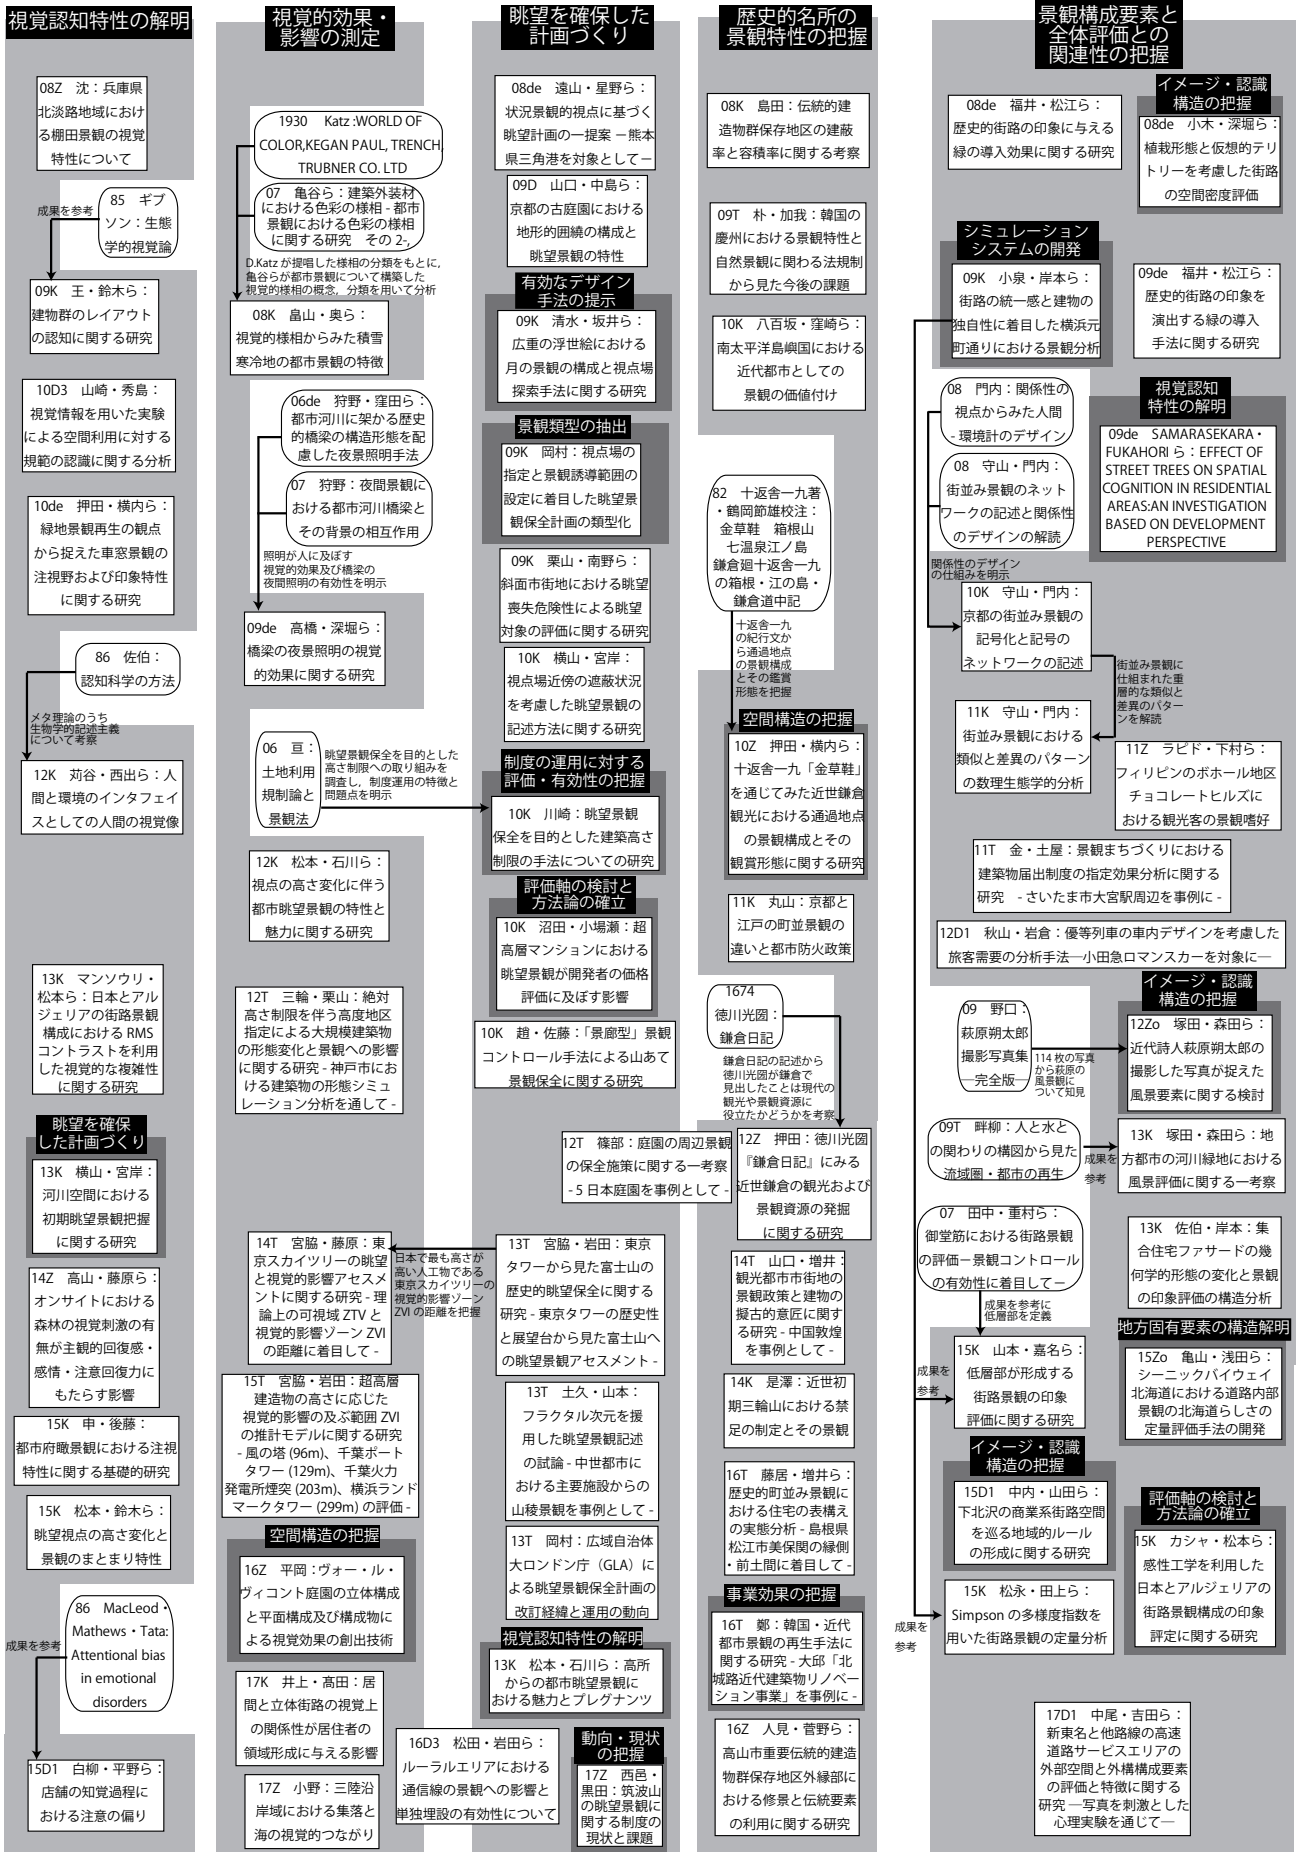 視覚認知特性の解明
08Z 沈：兵庫県
北淡路地域におけ
る棚田景観の視覚
特性について
85 ギブ
ソン：生態
学的視覚論
成果を参考
09K 王・鈴木ら：
建物群のレイアウト
の認知に関する研究
10D3 山崎・秀島：
視覚情報を用いた実験
による空間利用に対する
規範の認識に関する分析
10de 押田・横内ら：
緑地景観再生の観点
から捉えた車窓景観の
注視野および印象特性
に関する研究
86 佐伯：
認知科学の方法
メタ理論のうち
生物学的記述主義
について考察
12K 苅谷・西出ら：人
間と環境のインタフェイ
スとしての人間の視覚像
13K マンソウリ・
松本ら：日本とアル
ジェリアの街路景観
構成における RMS
コントラストを利用
した視覚的な複雑性
に関する研究
眺望を確保
した計画づくり
13K 横山・宮岸：
河川空間における
初期眺望景観把握
に関する研究
14Z 高山・藤原ら：
オンサイトにおける
森林の視覚刺激の有
無が主観的回復感・
感情・注意回復力に
もたらす影響
15K 申・後藤：
都市府瞰景観における注視
特性に関する基礎的研究
15K 松本・鈴木ら：
眺望視点の高さ変化と
景観のまとまり特性
86 MacLeod・
Mathews・Tata:
Attentional bias
in emotional
disorders
成果を参考
15D1 白柳・平野ら：
店舗の知覚過程に
おける注意の偏り
視覚的効果・
影響の測定
1930 Katz :WORLD OF
COLOR,KEGAN PAUL, TRENCH,
TRUBNER CO. LTD
07 亀谷ら：建築外装材
における色彩の様相 - 都市
景観における色彩の様相
に関する研究 その 2-,
D.Katz が提唱した様相の分類をもとに,
亀谷らが都市景観について構築した
視覚的様相の概念，分類を用いて分析
08K 畠山・奥ら：
視覚的様相からみた積雪
寒冷地の都市景観の特徴
06de 狩野・窪田ら：
都市河川に架かる歴史
的橋梁の構造形態を配
慮した夜景照明手法
07 狩野：夜間景観に
おける都市河川橋梁と
その背景の相互作用
照明が人に及ぼす
視覚的効果及び橋梁の
夜間照明の有効性を明示
09de 高橋・深堀ら：
橋梁の夜景照明の視覚
的効果に関する研究
06 亘：
土地利用
規制論と
景観法
眺望景観保全を目的とした
高さ制限への取り組みを
調査し，制度運用の特徴と
問題点を明示
12K 松本・石川ら：
視点の高さ変化に伴う
都市眺望景観の特性と
魅力に関する研究
12T 三輪・栗山：絶対
高さ制限を伴う高度地区
指定による大規模建築物
の形態変化と景観への影響
に関する研究 - 神戸市にお
ける建築物の形態シミュ
レーション分析を通して -
14T 宮脇・藤原：東
京スカイツリーの眺望
と視覚的影響アセスメ
ントに関する研究 - 理
論上の可視域 ZTV と
視覚的影響ゾーン ZVI
の距離に着目して -
日本で最も高さが
高い人工物である
東京スカイツリーの
視覚的影響ゾーン
ZVI の距離を把握
15T 宮脇・岩田：超高層
建造物の高さに応じた
視覚的影響の及ぶ範囲 ZVI
の推計モデルに関する研究
- 風の塔 (96m)、千葉ポート
タワー (129m)、千葉火力
発電所煙突 (203m)、横浜ランド
マークタワー (299m) の評価 -
空間構造の把握
16Z 平岡：ヴォー・ル・
ヴィコント庭園の立体構成
と平面構成及び構成物に
よる視覚効果の創出技術
17K 井上・髙田：居
間と立体街路の視覚上
の関係性が居住者の
領域形成に与える影響
17Z 小野：三陸沿
岸域における集落と
海の視覚的つながり
眺望を確保した
計画づくり
08de 遠山・星野ら：
状況景観的視点に基づく
眺望計画の一提案 －熊本
県三角港を対象として－
09D 山口・中島ら：
京都の古庭園における
地形的囲繞の構成と
眺望景観の特性
有効なデザイン
手法の提示
09K 清水・坂井ら：
広重の浮世絵における
月の景観の構成と視点場
探索手法に関する研究
景観類型の抽出
09K 岡村：視点場の
指定と景観誘導範囲の
設定に着目した眺望景
観保全計画の類型化
09K 栗山・南野ら：
斜面市街地における眺望
喪失危険性による眺望
対象の評価に関する研究
10K 横山・宮岸：
視点場近傍の遮蔽状況
を考慮した眺望景観の
記述方法に関する研究
制度の運用に対する
評価・有効性の把握
10K 川崎：眺望景観
保全を目的とした建築高さ
制限の手法についての研究
評価軸の検討と
方法論の確立
10K 沼田・小場瀬：超
高層マンションにおける
眺望景観が開発者の価格
評価に及ぼす影響
10K 趙・佐藤：「景廊型」景観
コントロール手法による山あて
景観保全に関する研究
12T 篠部：庭園の周辺景観
の保全施策に関する一考察
- 5 日本庭園を事例として -
13T 宮脇・岩田：東京
タワーから見た富士山の
歴史的眺望保全に関する
研究 - 東京タワーの歴史性
と展望台から見た富士山へ
の眺望景観アセスメント -
13T 土久・山本：
フラクタル次元を援
用した眺望景観記述
の試論 - 中世都市に
おける主要施設からの
山稜景観を事例として -
13T 岡村：広域自治体
大ロンドン庁（GLA）に
よる眺望景観保全計画の
改訂経緯と運用の動向
視覚認知特性の解明
13K 松本・石川ら：高所
からの都市眺望景観に
おける魅力とプレグナンツ
16D3 松田・岩田ら：
ルーラルエリアにおける
通信線の景観への影響と
単独埋設の有効性について
動向・現状
の把握
17Z 西邑・
黒田：筑波山
の眺望景観に
関する制度の
現状と課題
歴史的名所の
景観特性の把握
08K 島田：伝統的建
造物群保存地区の建蔽
率と容積率に関する考察
09T 朴・加我：韓国の
慶州における景観特性と
自然景観に関わる法規制
から見た今後の課題
10K 八百坂・窪崎ら：
南太平洋島嶼国における
近代都市としての
景観の価値付け
82 十返舎一九著
・鶴岡節雄校注：
金草鞋 箱根山
七温泉江ノ島
鎌倉廻十返舎一九
の箱根・江の島・
鎌倉道中記
十返舎一九
の紀行文か
ら通過地点
の景観構成
とその鑑賞
形態を把握
空間構造の把握
10Z 押田・横内ら：
十返舎一九「金草鞋」
を通じてみた近世鎌倉
観光における通過地点
の景観構成とその
観賞形態に関する研究
11K 丸山：京都と
江戸の町並景観の
違いと都市防火政策
1674
徳川光圀：
鎌倉日記
鎌倉日記の記述から
徳川光圀が鎌倉で
見出したことは現代の
観光や景観資源に
役立たかどうかを考察
12Z 押田：徳川光圀
『鎌倉日記』にみる
近世鎌倉の観光および
景観資源の発掘
に関する研究
14T 山口・増井：
観光都市市街地の
景観政策と建物の
擬古的意匠に関す
る研究 - 中国敦煌
を事例として -
14K 是澤：近世初
期三輪山における禁
足の制定とその景観
16T 藤居・増井ら：
歴史的町並み景観に
おける住宅の表構え
の実態分析 - 島根県
松江市美保関の縁側
・前土間に着目して -
事業効果の把握
16T 鄭：韓国・近代
都市景観の再生手法に
関する研究 - 大邱「北
城路近代建築物リノベー
ション事業」を事例に -
16Z 人見・菅野ら：
高山市重要伝統的建造
物群保存地区外縁部に
おける修景と伝統要素
の利用に関する研究
景観構成要素と
全体評価との
関連性の把握
08de 福井・松江ら：
歴史的街路の印象に与える
緑の導入効果に関する研究
イメージ・認識
構造の把握
08de 小木・深堀ら：
植栽形態と仮想的テリ
トリーを考慮した街路
の空間密度評価
シミュレーション
システムの開発
09K 小泉・岸本ら：
街路の統一感と建物の
独自性に着目した横浜元
町通りにおける景観分析
09de 福井・松江ら：
歴史的街路の印象を
演出する緑の導入
手法に関する研究
08 門内：関係性の
視点からみた人間
- 環境計のデザイン
08 守山・門内：
街並み景観のネット
ワークの記述と関係性
のデザインの解読
視覚認知
特性の解明
09de SAMARASEKARA・
FUKAHORI ら：EFFECT OF
STREET TREES ON SPATIAL
COGNITION IN RESIDENTIAL
AREAS:AN INVESTIGATION
BASED ON DEVELOPMENT
PERSPECTIVE
関係性のデザイン
の仕組みを明示
10K 守山・門内：
京都の街並み景観の
記号化と記号の
ネットワークの記述
街並み景観に
仕組まれた重
層的な類似と
差異のパター
ンを解読
11K 守山・門内：
街並み景観における
類似と差異のパターン
の数理生態学的分析
11Z ラピド・下村ら：
フィリピンのボホール地区
チョコレートヒルズに
おける観光客の景観嗜好
11T 金・土屋：景観まちづくりにおける
建築物届出制度の指定効果分析に関する
研究 - さいたま市大宮駅周辺を事例に -
12D1 秋山・岩倉：優等列車の車内デザインを考慮した
旅客需要の分析手法―小田急ロマンスカーを対象に―
イメージ・認識
構造の把握
09 野口：
萩原朔太郎
撮影写真集
―完全版―
114 枚の写真
から萩原の
風景観に
ついて知見
12Zo 塚田・森田ら：
近代詩人萩原朔太郎の
撮影した写真が捉えた
風景要素に関する検討
09T 畔柳：人と水と
の関わりの構図から見た
流域圏・都市の再生
成果を
参考
13K 塚田・森田ら：地
方都市の河川緑地における
風景評価に関する一考察
07 田中・重村ら：
御堂筋における街路景観
の評価－景観コントロール
の有効性に着目して－
成果を参考に
低層部を定義
13K 佐伯・岸本：集
合住宅ファサードの幾
何学的形態の変化と景観
の印象評価の構造分析
成果を
参考
15K 山本・嘉名ら：
低層部が形成する
街路景観の印象
評価に関する研究
地方固有要素の構造解明
15Zo 亀山・浅田ら：
シーニックバイウェイ
北海道における道路内部
景観の北海道らしさの
定量評価手法の開発
イメージ・認識
構造の把握
15D1 中内・山田ら：
下北沢の商業系街路空間
を巡る地域的ルール
の形成に関する研究
評価軸の検討と
方法論の確立
15K カシャ・松本ら：
感性工学を利用した
日本とアルジェリアの
街路景観構成の印象
評定に関する研究
成果を
参考
15K 松永・田上ら：
Simpson の多様度指数を
用いた街路景観の定量分析
17D1 中尾・吉田ら：
新東名と他路線の高速
道路サービスエリアの
外部空間と外構構成要素
の評価と特徴に関する
研究 ―写真を刺激とした
心理実験を通じて―